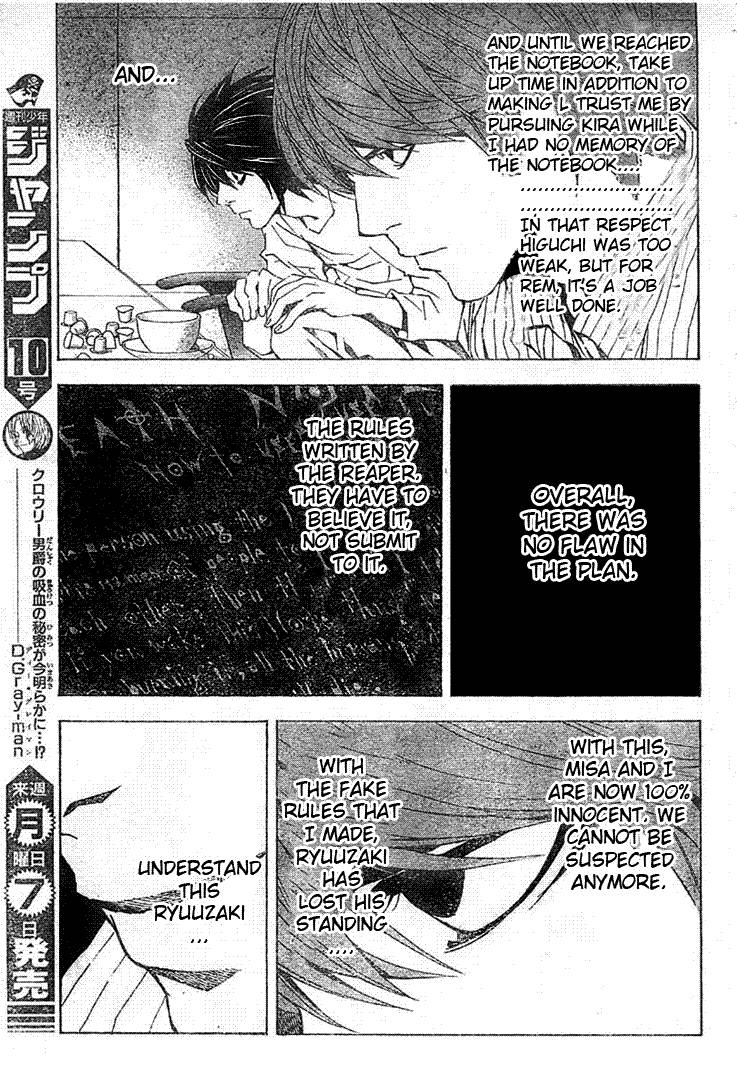 AND UNTIL WE REACHED
THE NOTEBOOK, TAKE
UP TIME IN ADDITION TO
MAKING L TRUST ME BY
PURSUING KIRA WHILE
I HAD NO MEMORY OF
THE NOTEBOOK....
........................
........................
IN THAT RESPECT
HIGUCHI WAS TOO
WEAK, BUT FOR
REM, IT'S A JOB
WELL DONE.
AND...
OVERALL,
THERE WAS
NO FLAW IN
THE PLAN.
THE RULES
WRITTEN BY
THE REAPER.
THEY HAVE TO
BELIEVE IT,
NOT SUBMIT
TO IT.
EATH NOTE
How to use
WITH THIS,
MISA AND I
ARE NOW 100%
INNOCENT. WE
CANNOT BE
SUSPECTED
ANYMORE.
WITH
THE FAKE
RULES THAT
I MADE,
RYUUZAKI
HAS
LOST HIS
STANDING
....
UNDERSTAND
THIS
RYUUZAKI
...
週刊少年
ジャンプ
10
号
クロウリー男爵の吸血の秘密が今明らかに…!?
D.Gray-man
来週
月
曜日
7
日
発売